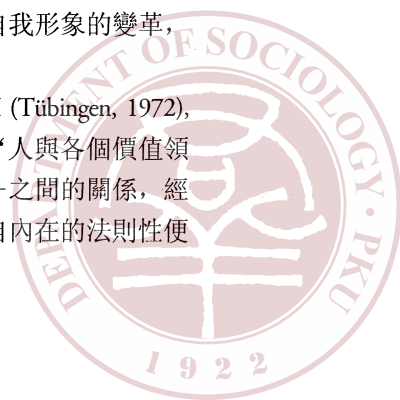 自我形象的變革，
(Tübingen, 1972),
“人與各個價值領
之間的關係，經
內在的法則性便
DEPARTMENT OF SOCIOLOGY · PKU
1922